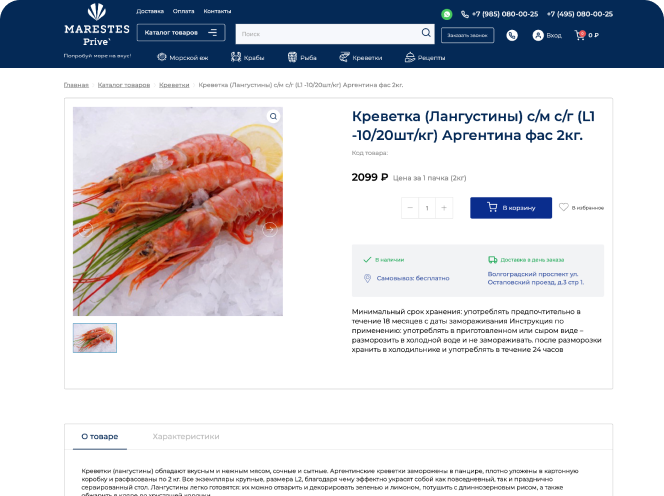 Доставка Оплата Контакты
+7 (985) 080-00-25 +7 (495) 080-00-25
MARESTES
Prive'
Попробуй море на вкус!
Каталог товаров
Поиск
Заказать звонок
Вход
0 ₽
Морской еж Крабы Рыба Креветки Рецепты
Главная Каталог товаров Креветки Креветка (Лангустины) с/м с/г (L1 -10/20шт/кг) Аргентина фас 2кг.
Креветка (Лангустины) с/м с/г (L1
-10/20шт/кг) Аргентина фас 2кг.
Код товара:
2099 ₽ Цена за 1 пачка (2кг)
− 1 +
В корзину
В избранное
В наличии
Доставка в день заказа
Самовывоз: бесплатно
Волгоградский проспект ул.
Остаповский проезд, д.3 стр 1.
Минимальный срок хранения: употреблять предпочтительно в
течение 18 месяцев с даты замораживания Инструкция по
применению: употреблять в приготовленном или сыром виде –
разморозить в холодной воде и не замораживать. после разморозки
хранить в холодильнике и употреблять в течение 24 часов
О товаре Характеристики
Креветки (лангустины) обладают вкусным и нежным мясом, сочные и сытные. Аргентинские креветки заморожены в панцире, плотно уложены в картонную
коробку и расфасованы по 2 кг. Все экземпляры крупные, размера L2, благодаря чему эффектно украсят собой как повседневный, так и празднично
сервированный стол. Лангустины легко готовятся: их можно отварить и декорировать зеленью и лимоном, потушить с длиннозерновым рисом, а также
обжарить в кляре до хрустящей корочки.